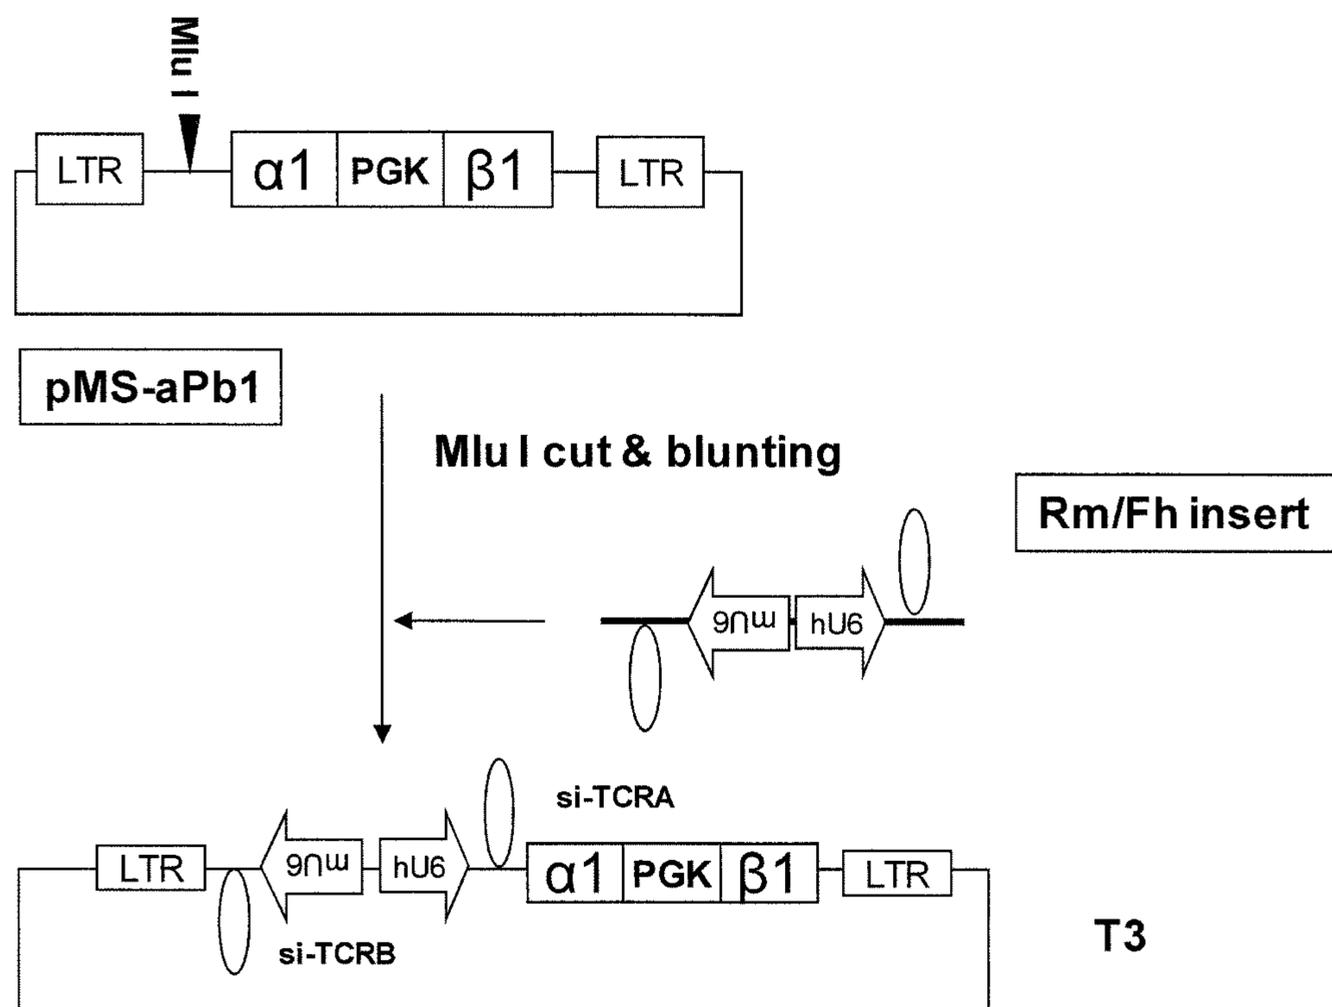 Mlu I
LTR
α1
PGK
β1
LTR
pMS-aPb1
Mlu I cut & blunting
Rm/Fh insert
mU6
hU6
si-TCRA
LTR
mU6
hU6
α1
PGK
β1
LTR
si-TCRB
T3